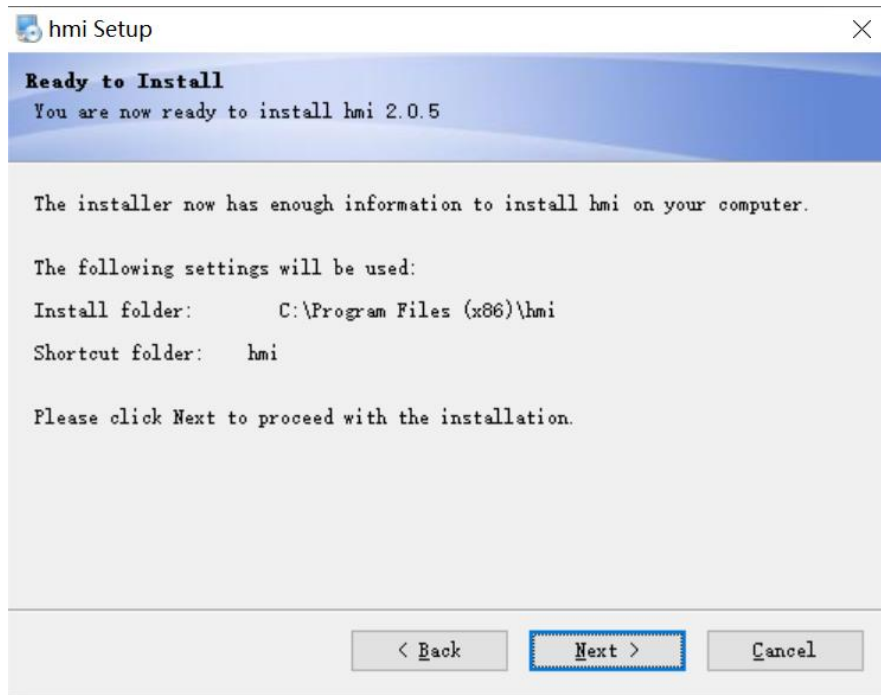 hmi Setup
Ready to Install
You are now ready to install hmi 2.0.5
The installer now has enough information to install hmi on your computer.
The following settings will be used:
Install folder: C:\Program Files (x86)\hmi
Shortcut folder: hmi
Please click Next to proceed with the installation.
< Back Next > Cancel